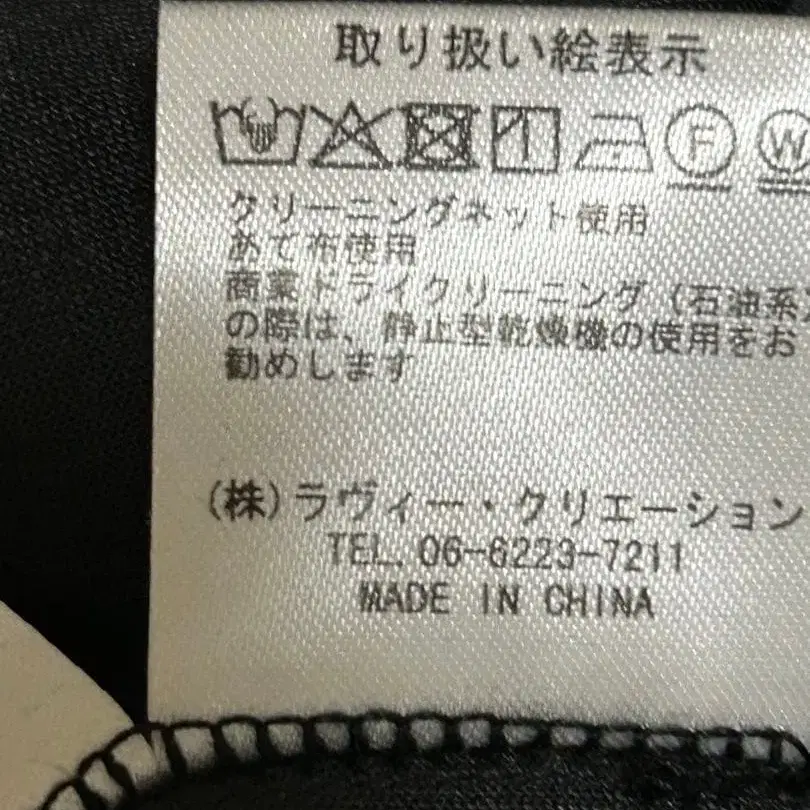 取り扱い絵表示
F W
クリーニングネット使用
あて布使用
商業ドライクリーニング（石油系
の際は、静止型乾燥機の使用をお
勧めします
(株)ラヴィー・クリエーション
TEL. 06-6223-7211
MADE IN CHINA